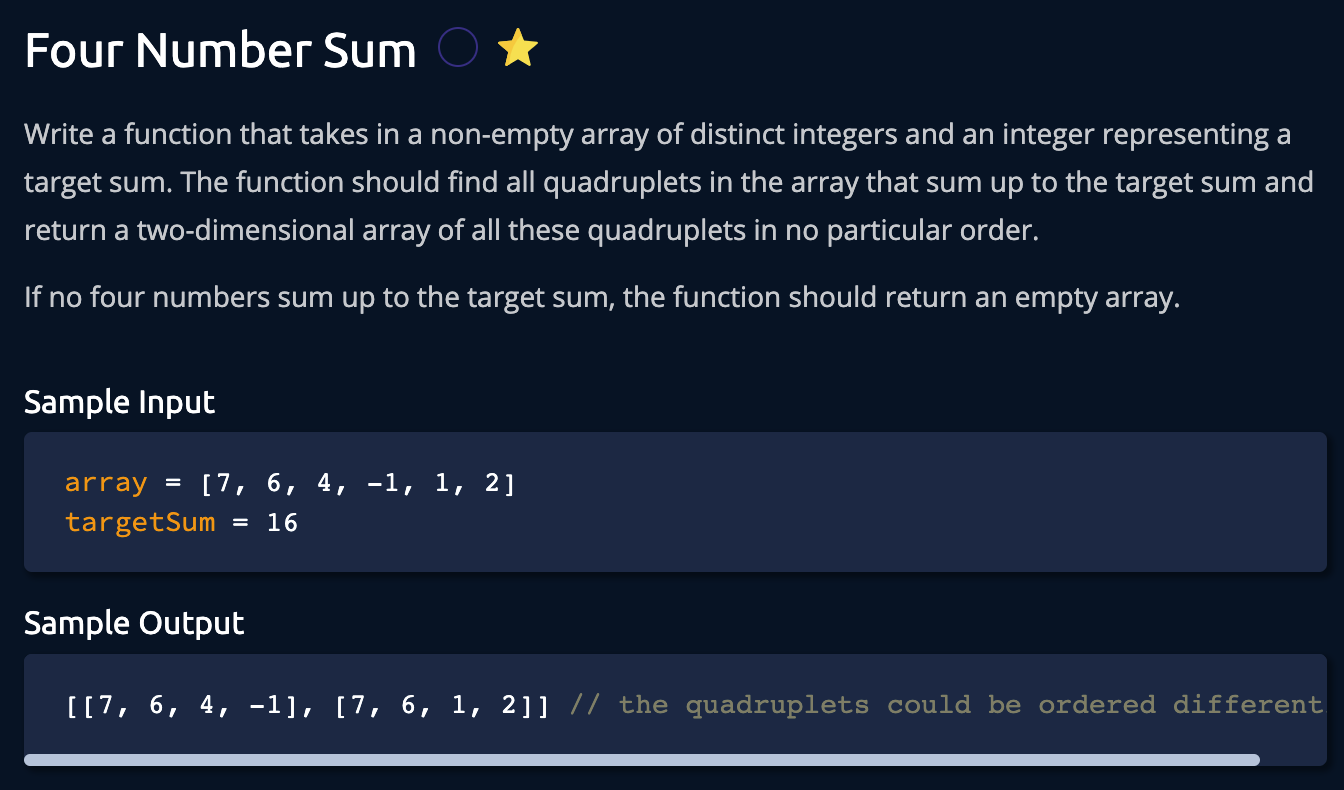 Four Number Sum
Write a function that takes in a non-empty array of distinct integers and an integer representing a
target sum. The function should find all quadruplets in the array that sum up to the target sum and
return a two-dimensional array of all these quadruplets in no particular order.
If no four numbers sum up to the target sum, the function should return an empty array.
Sample Input
array = [7, 6, 4, -1, 1, 2]
targetSum = 16
Sample Output
[[7, 6, 4, -1], [7, 6, 1, 2]] // the quadruplets could be ordered different